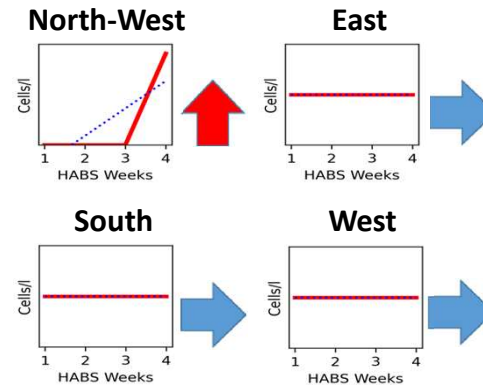 North-West
Cells/l
1 2 3 4
HABS Weeks
East
Cells/l
1 2 3 4
HABS Weeks
South
Cells/l
1 2 3 4
HABS Weeks
West
Cells/l
1 2 3 4
HABS Weeks